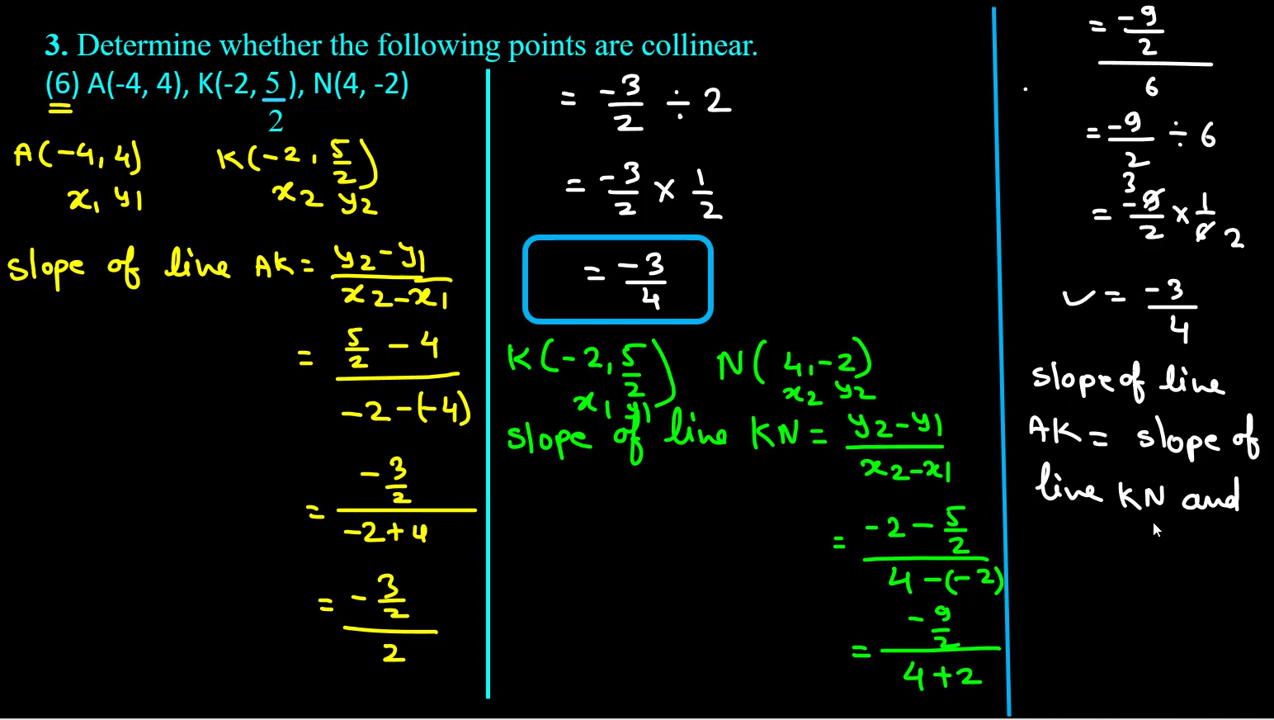 3. Determine whether the following points are collinear.
(6) A(-4, 4), K(-2, 5/2), N(4, -2)
A(-4, 4) K(-2, 5/2)
x1 y1 x2 y2
slope of line AK = y2-y1 / x2-x1
= 5/2 - 4 / -2-(-4)
= -3/2 / -2+4
= -3/2 / 2
= -3/2 ÷ 2
= -3/2 × 1/2
= -3/4
K(-2, 5/2) N(4, -2)
x1 y1 x2 y2
slope of line KN = y2-y1 / x2-x1
= -2 - 5/2 / 4-(-2)
= -9/2 / 4+2
= -9/2 / 6
= -9/2 ÷ 6
3
= -9/2 × 1/6 2
✓ = -3/4
slope of line
AK = slope of
line KN and